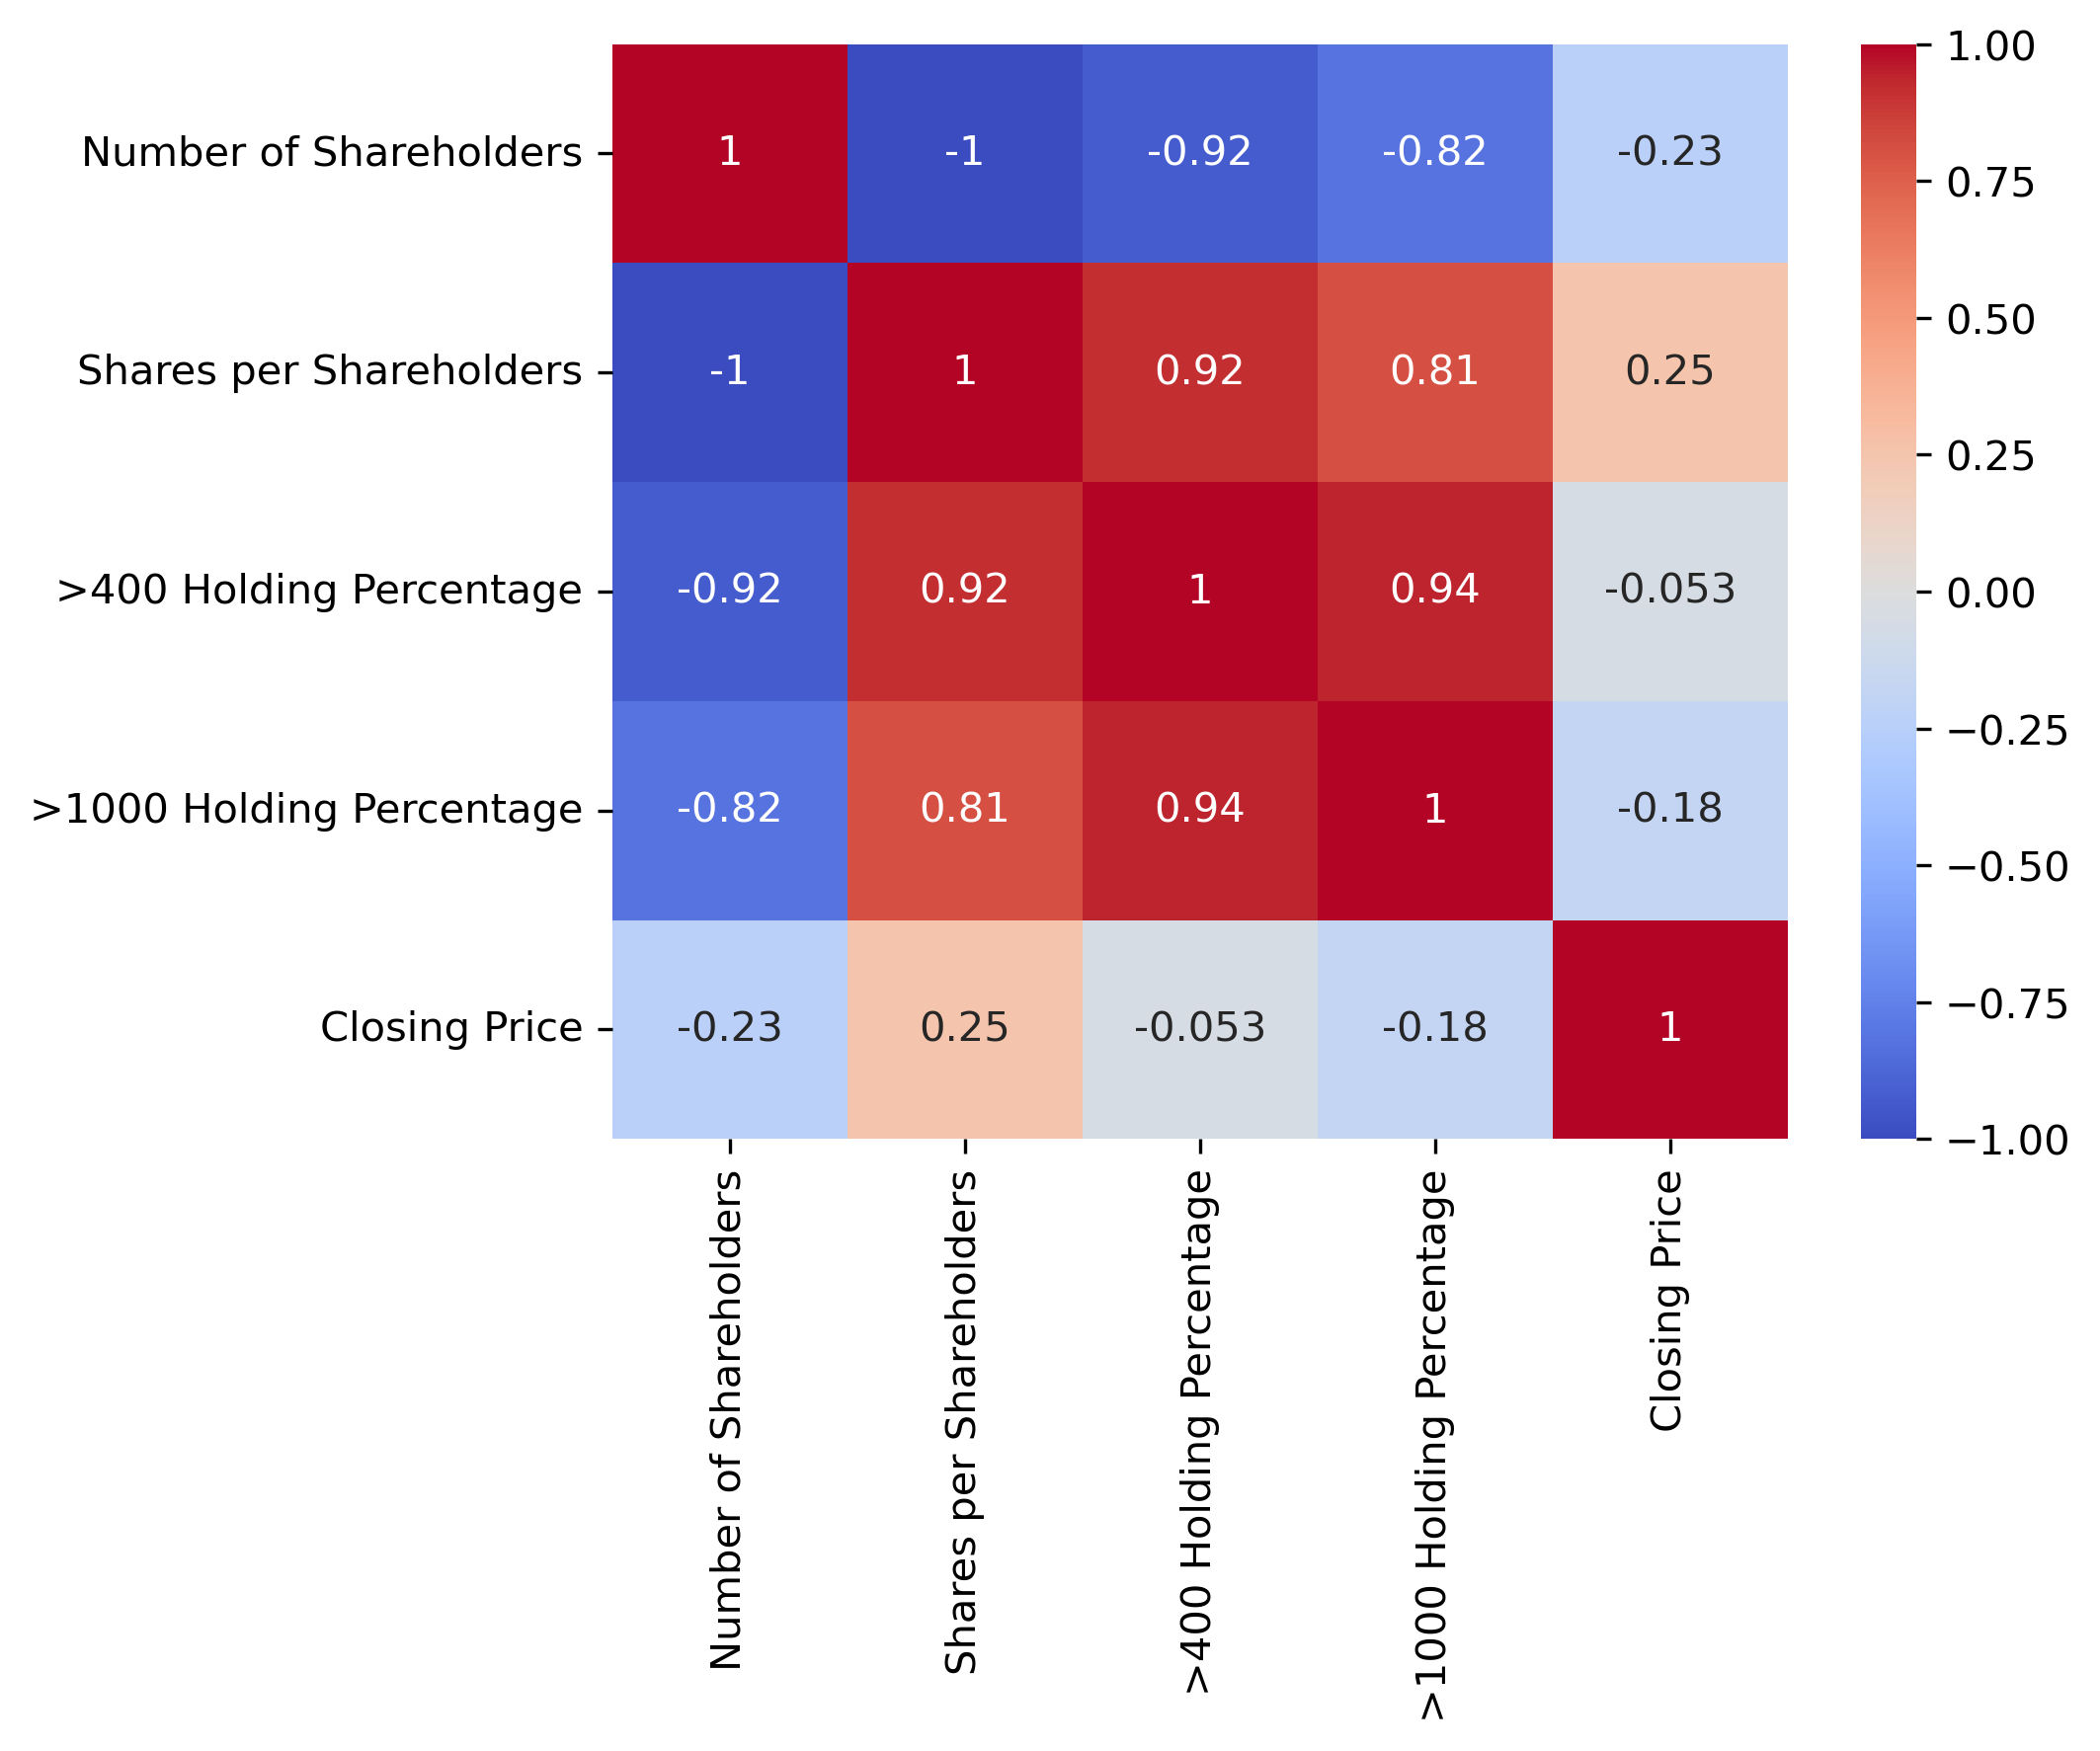 Number of Shareholders 1 -1 -0.92 -0.82 -0.23
Shares per Shareholders -1 1 0.92 0.81 0.25
>400 Holding Percentage -0.92 0.92 1 0.94 -0.053
>1000 Holding Percentage -0.82 0.81 0.94 1 -0.18
Closing Price -0.23 0.25 -0.053 -0.18 1
Number of Shareholders
Shares per Shareholders
>400 Holding Percentage
>1000 Holding Percentage
Closing Price
1.00
0.75
0.50
0.25
0.00
−0.25
−0.50
−0.75
−1.00